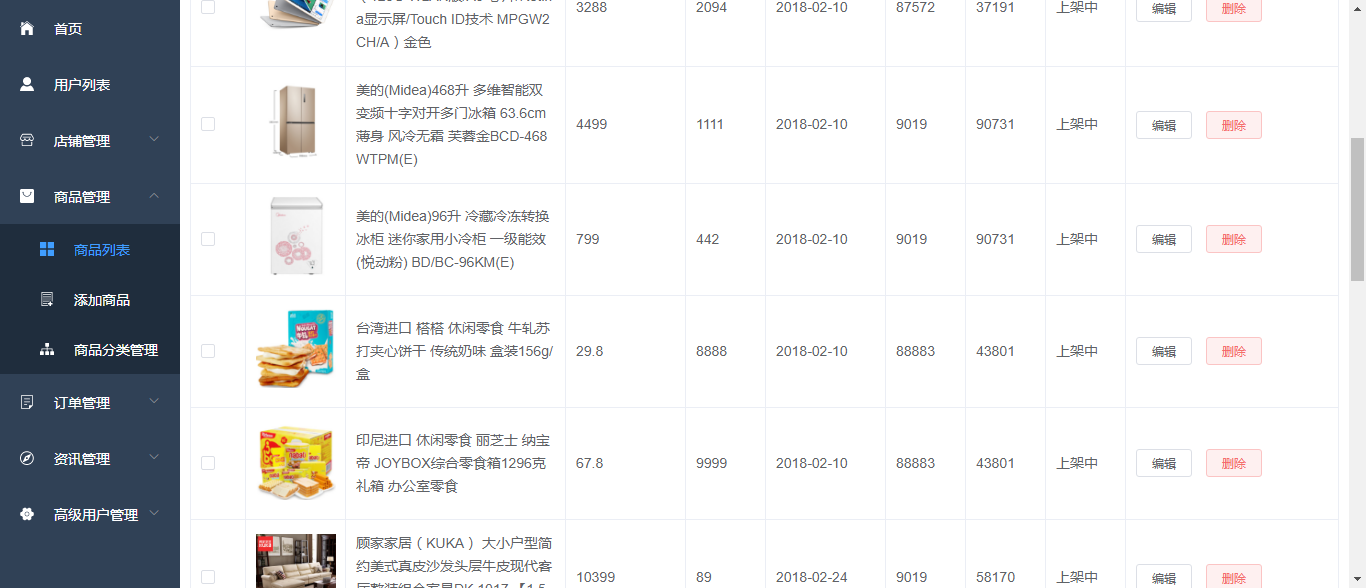 首页
用户列表
店铺管理
商品管理
商品列表
添加商品
商品分类管理
订单管理
资讯管理
高级用户管理
a显示屏/Touch ID技术 MPGW2
CH/A）金色
3288
2094
2018-02-10
87572
37191
上架中
编辑
删除
美的(Midea)468升 多维智能双
变频十字对开多门冰箱 63.6cm
薄身 风冷无霜 芙蓉金BCD-468
WTPM(E)
4499
1111
2018-02-10
9019
90731
上架中
编辑
删除
美的(Midea)96升 冷藏冷冻转换
冰柜 迷你家用小冷柜 一级能效
(悦动粉) BD/BC-96KM(E)
799
442
2018-02-10
9019
90731
上架中
编辑
删除
台湾进口 楛楛 休闲零食 牛轧苏
打夹心饼干 传统奶味 盒装156g/
盒
29.8
8888
2018-02-10
88883
43801
上架中
编辑
删除
印尼进口 休闲零食 丽芝士 纳宝
帝 JOYBOX综合零食箱1296克
礼箱 办公室零食
67.8
9999
2018-02-10
88883
43801
上架中
编辑
删除
顾家家居（KUKA） 大小户型简
约美式真皮沙发头层牛皮现代客
10399
89
2018-02-24
9019
58170
上架中
编辑
删除